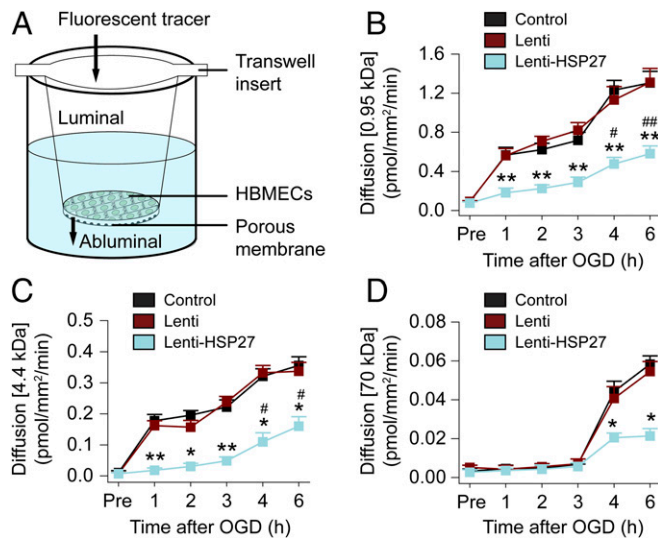 A
Fluorescent tracer
Transwell
insert
Luminal
HBMECs
Porous
membrane
Abluminal
B
Control
Lenti
Lenti-HSP27
Diffusion [0.95 kDa]
(pmol/mm²/min)
1.6
1.2
0.8
0.4
0.0
** ** ** # ** ## **
Pre 1 2 3 4 6
Time after OGD (h)
C
Control
Lenti
Lenti-HSP27
Diffusion [4.4 kDa]
(pmol/mm²/min)
0.5
0.4
0.3
0.2
0.1
0.0
** * ** # * # *
Pre 1 2 3 4 6
Time after OGD (h)
D
Control
Lenti
Lenti-HSP27
Diffusion [70 kDa]
(pmol/mm²/min)
0.06
0.04
0.02
0.00
* *
Pre 1 2 3 4 6
Time after OGD (h)